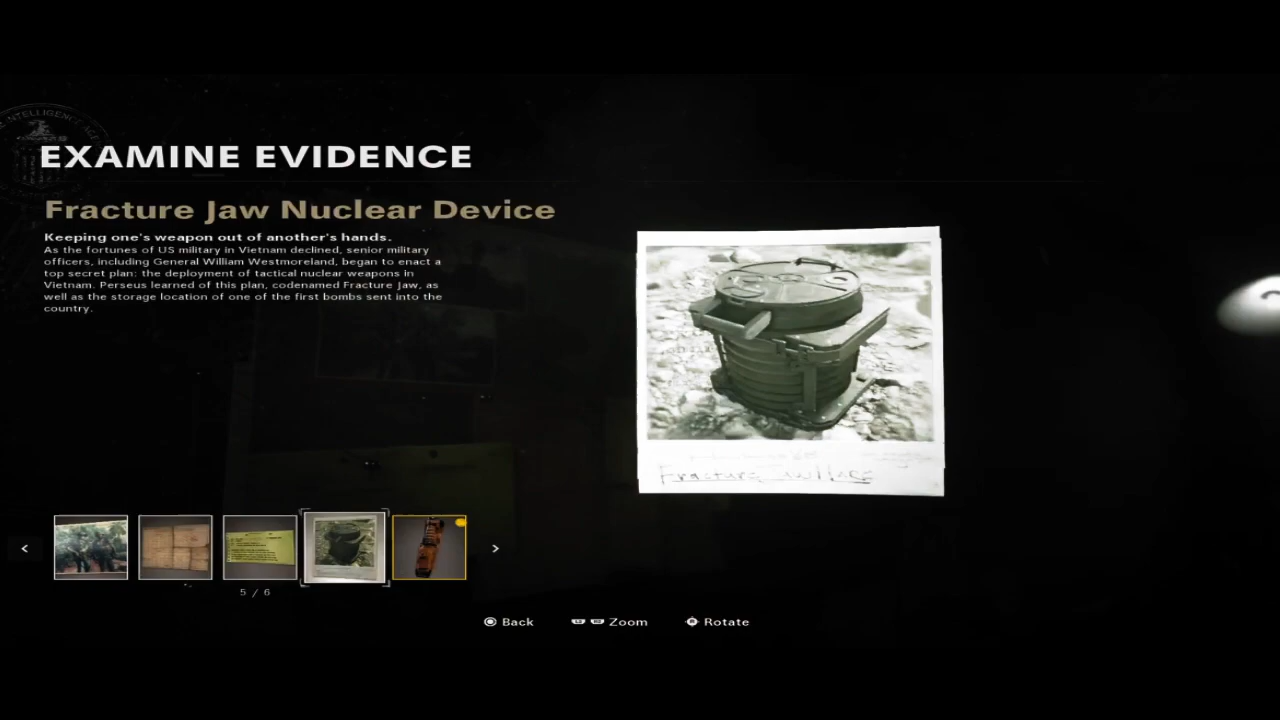 INTELLIGENCE AG
EXAMINE EVIDENCE
Fracture Jaw Nuclear Device
Keeping one's weapon out of another's hands.
As the fortunes of US military in Vietnam declined, senior military
officers, including General William Westmoreland, began to enact a
top secret plan: the deployment of tactical nuclear weapons in
Vietnam. Perseus learned of this plan, codenamed Fracture Jaw, as
well as the storage location of one of the first bombs sent into the
country.
Fracture
5 / 6
Back
Zoom
Rotate